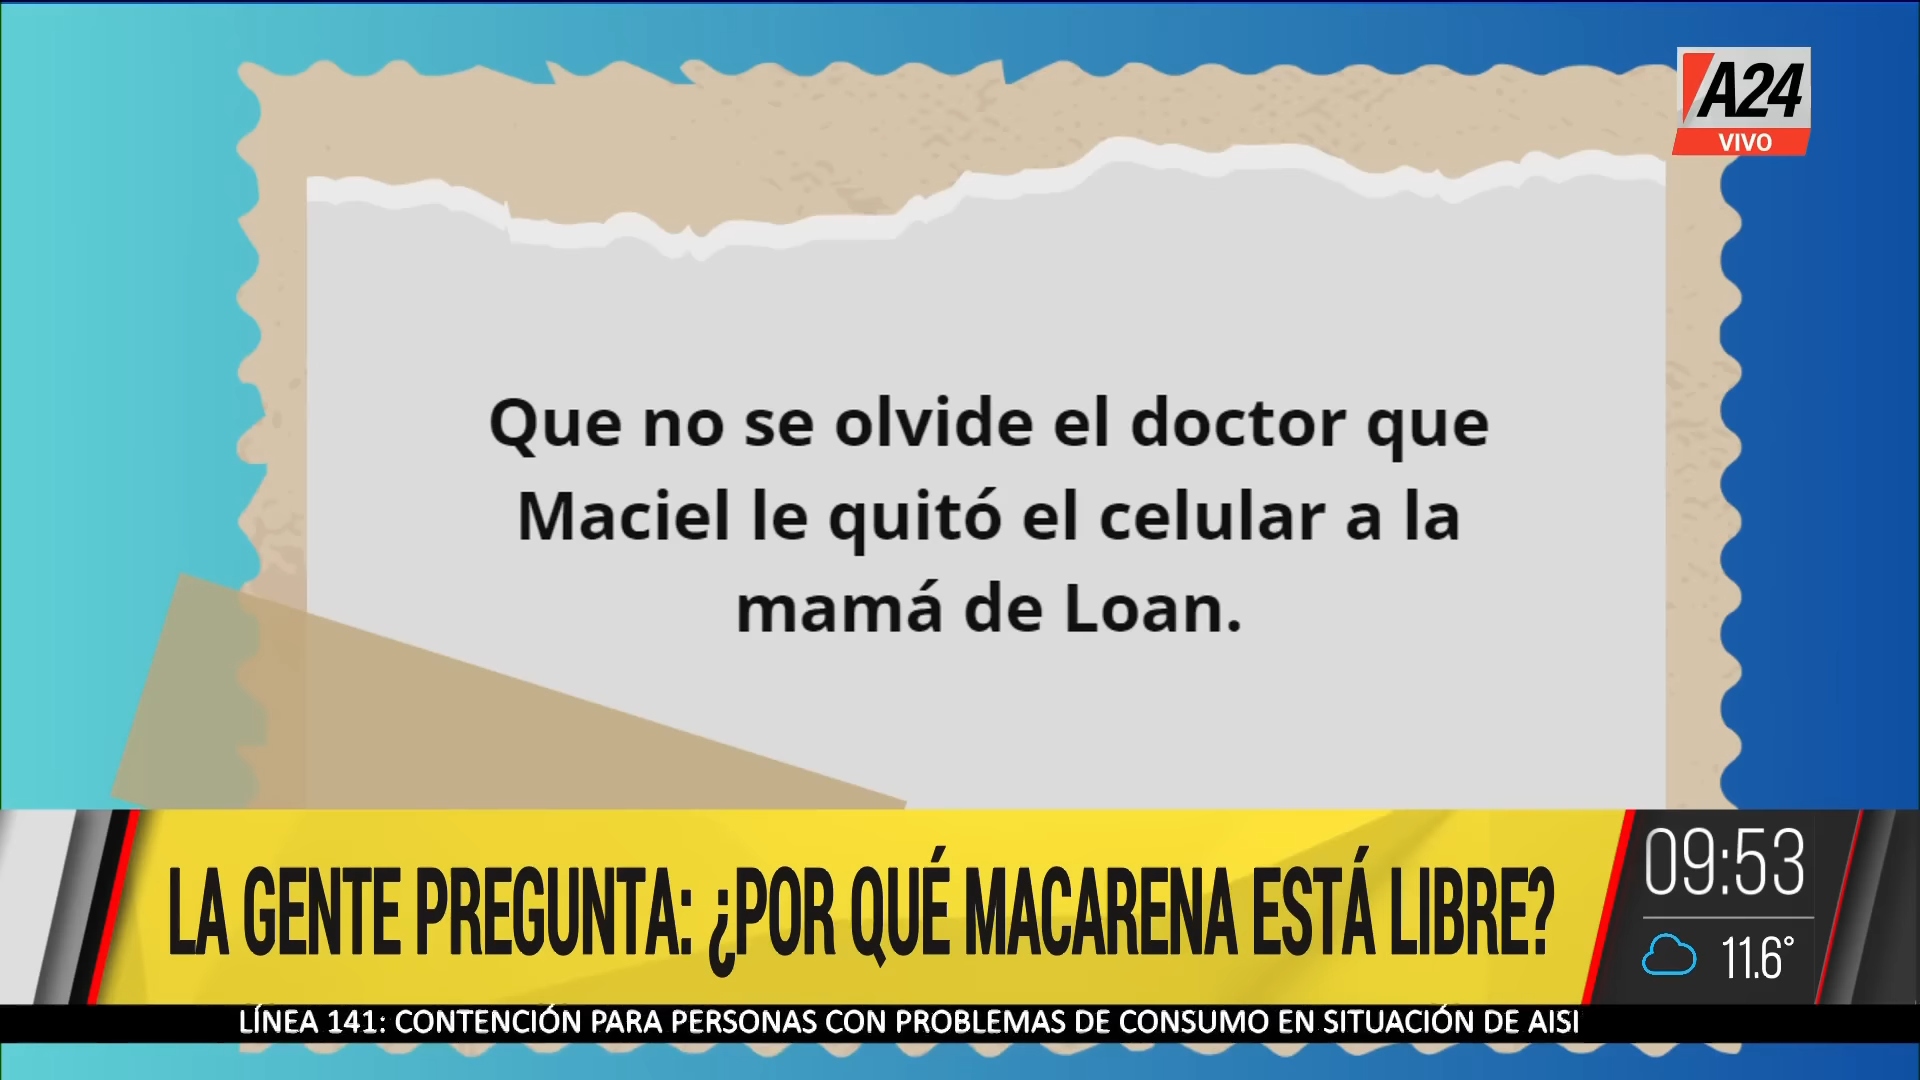 A24
VIVO
Que no se olvide el doctor que
Maciel le quitó el celular a la
mamá de Loan.
LA GENTE PREGUNTA: ¿POR QUÉ MACARENA ESTÁ LIBRE?
09:53
11.6°
LÍNEA 141: CONTENCIÓN PARA PERSONAS CON PROBLEMAS DE CONSUMO EN SITUACIÓN DE AISI